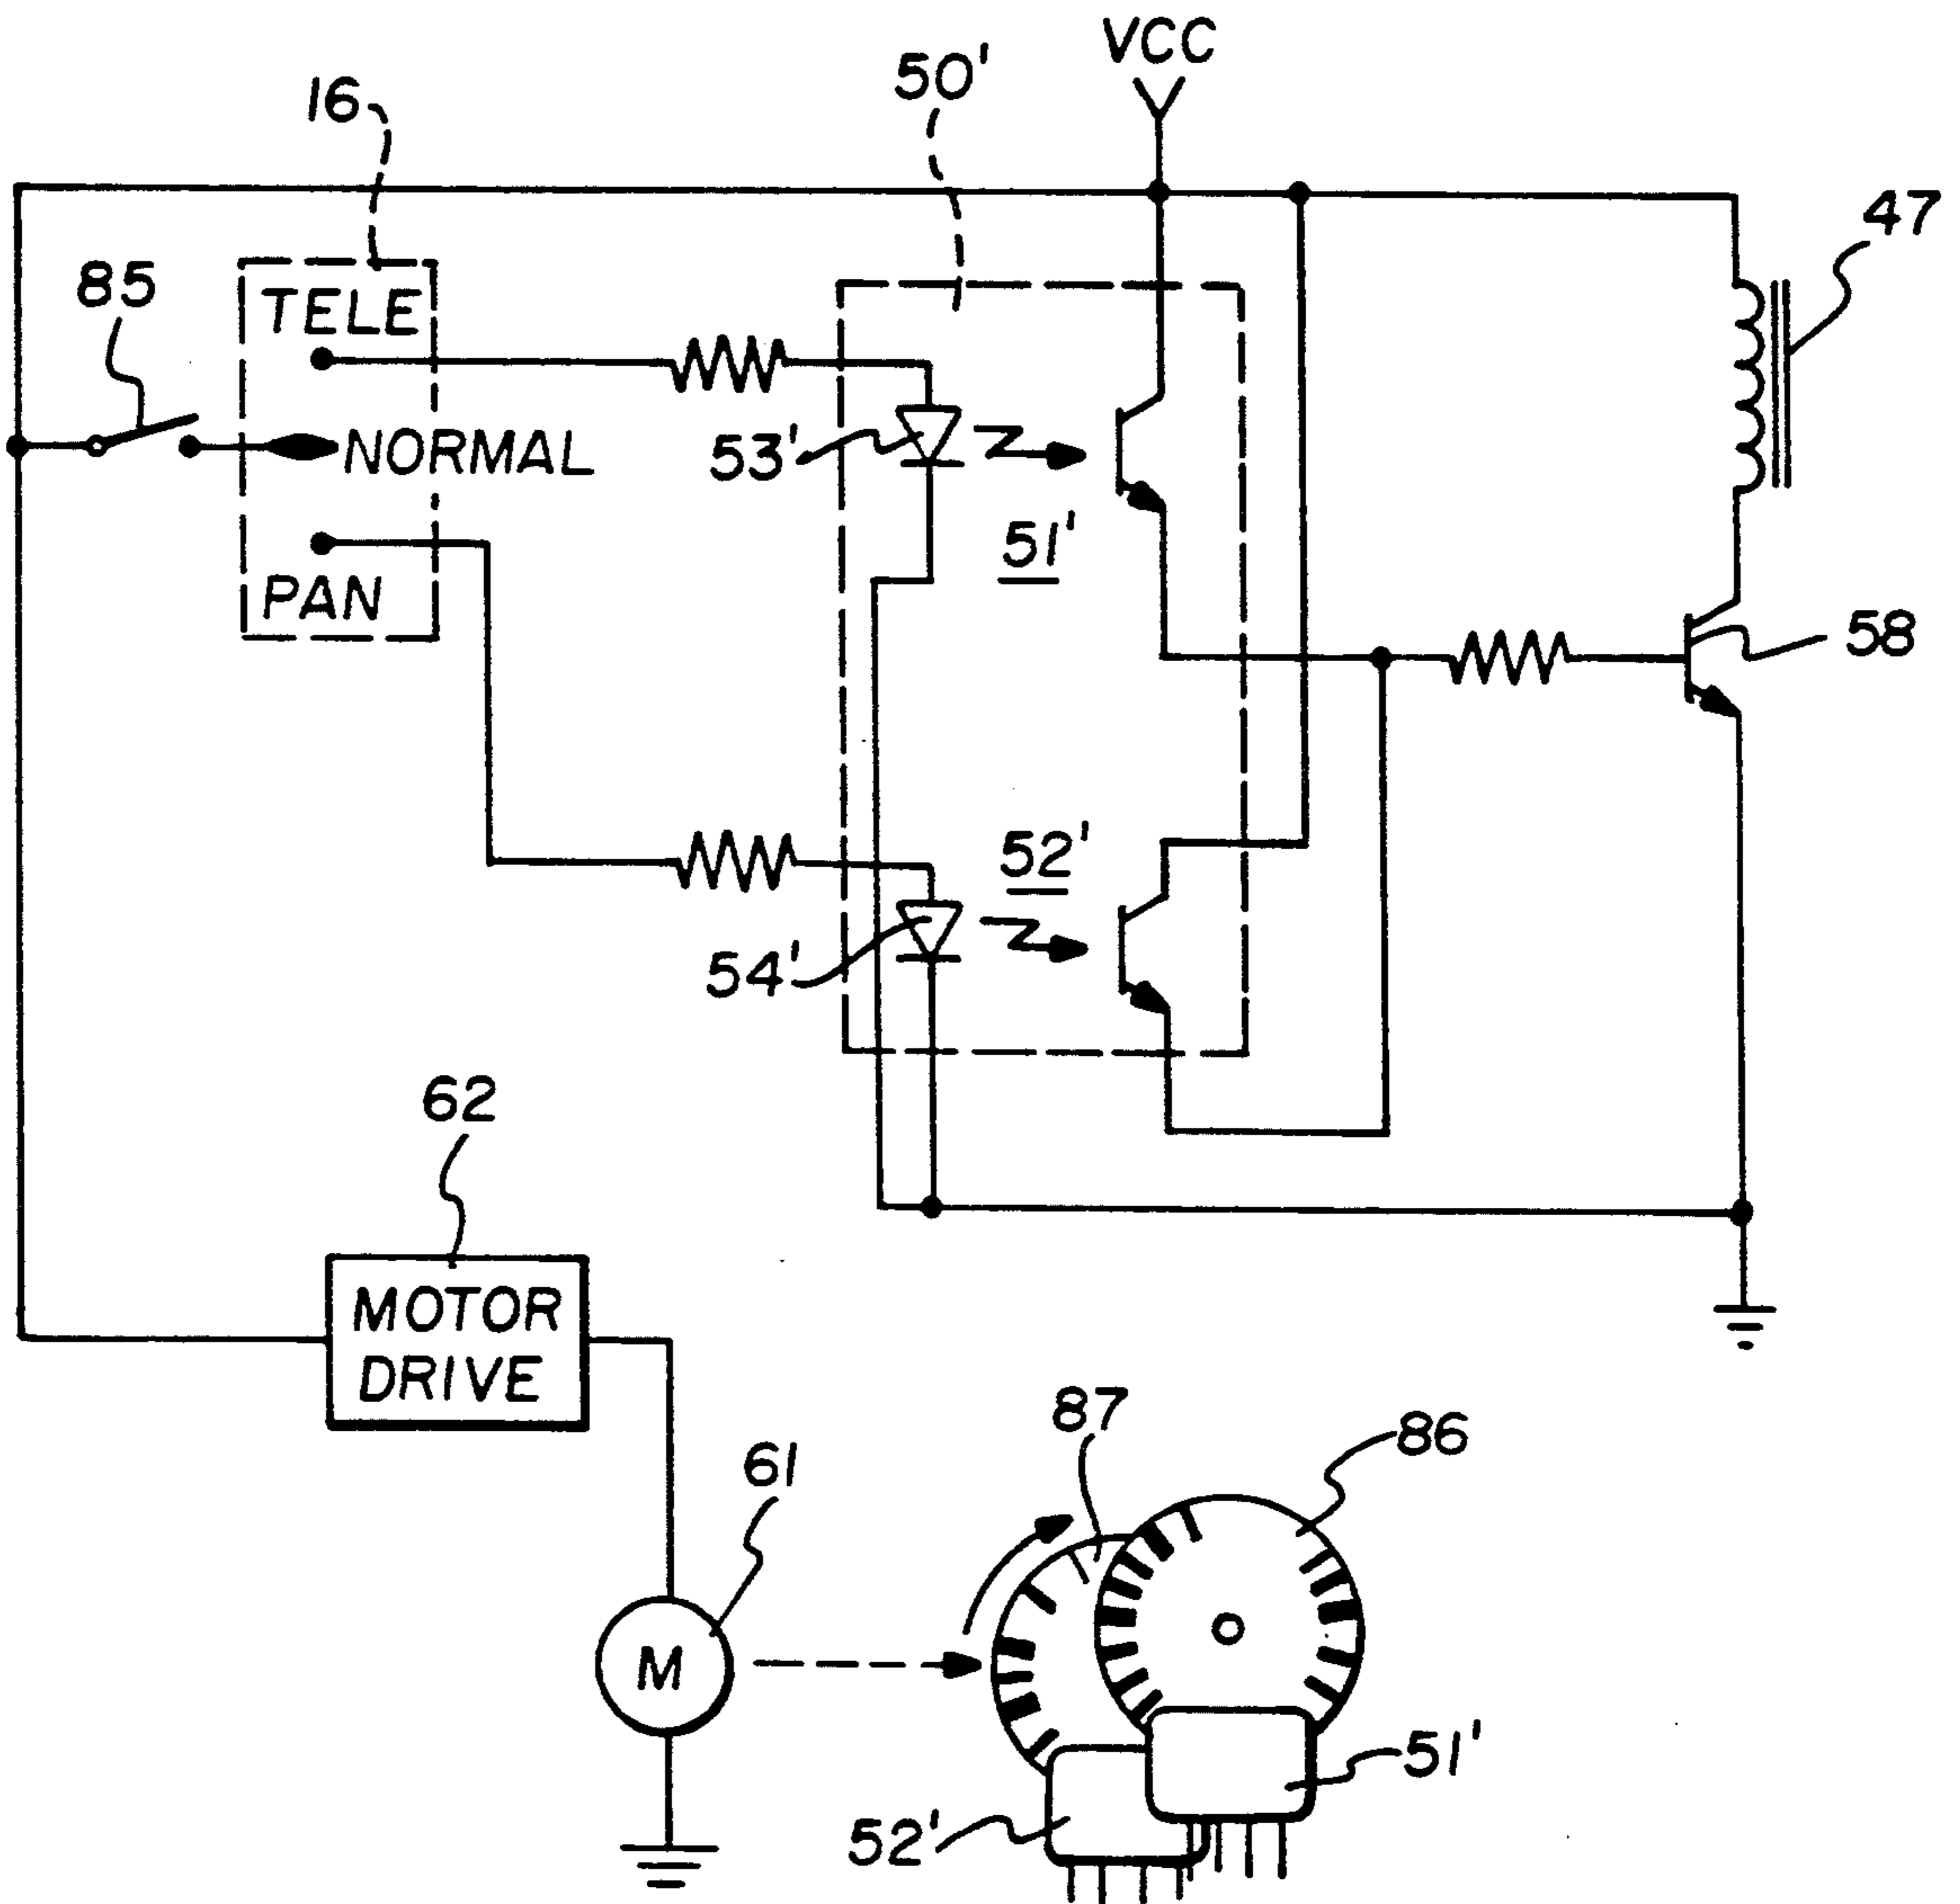 VCC
50'
16
47
85
TELE
NORMAL
53'
51'
PAN
58
52'
54'
62
MOTOR
DRIVE
87
86
61
M
51'
52'